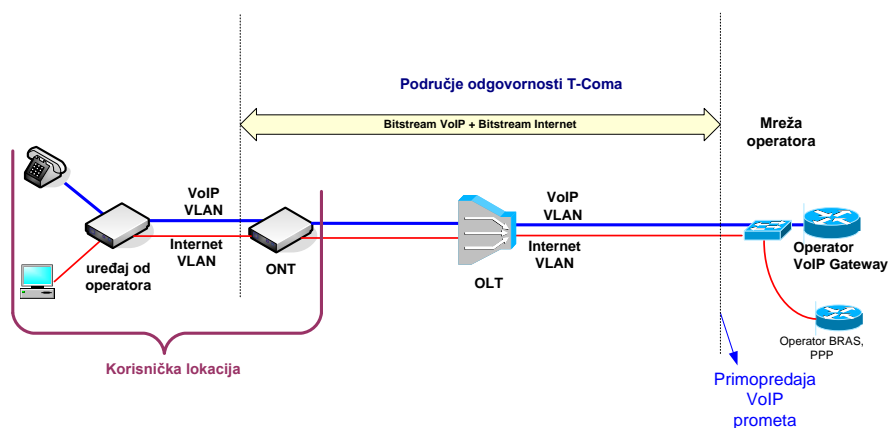 Područje odgovornosti T-Coma
Bitstream VoIP + Bitstream Internet
Mreža
operatora
VoIP
VLAN
Internet
VLAN
uređaj od
operatora
ONT
VoIP
VLAN
Internet
VLAN
OLT
Operator
VoIP Gateway
Operator BRAS,
PPP
Korisnička lokacija
Primopredaja
VoIP
prometa